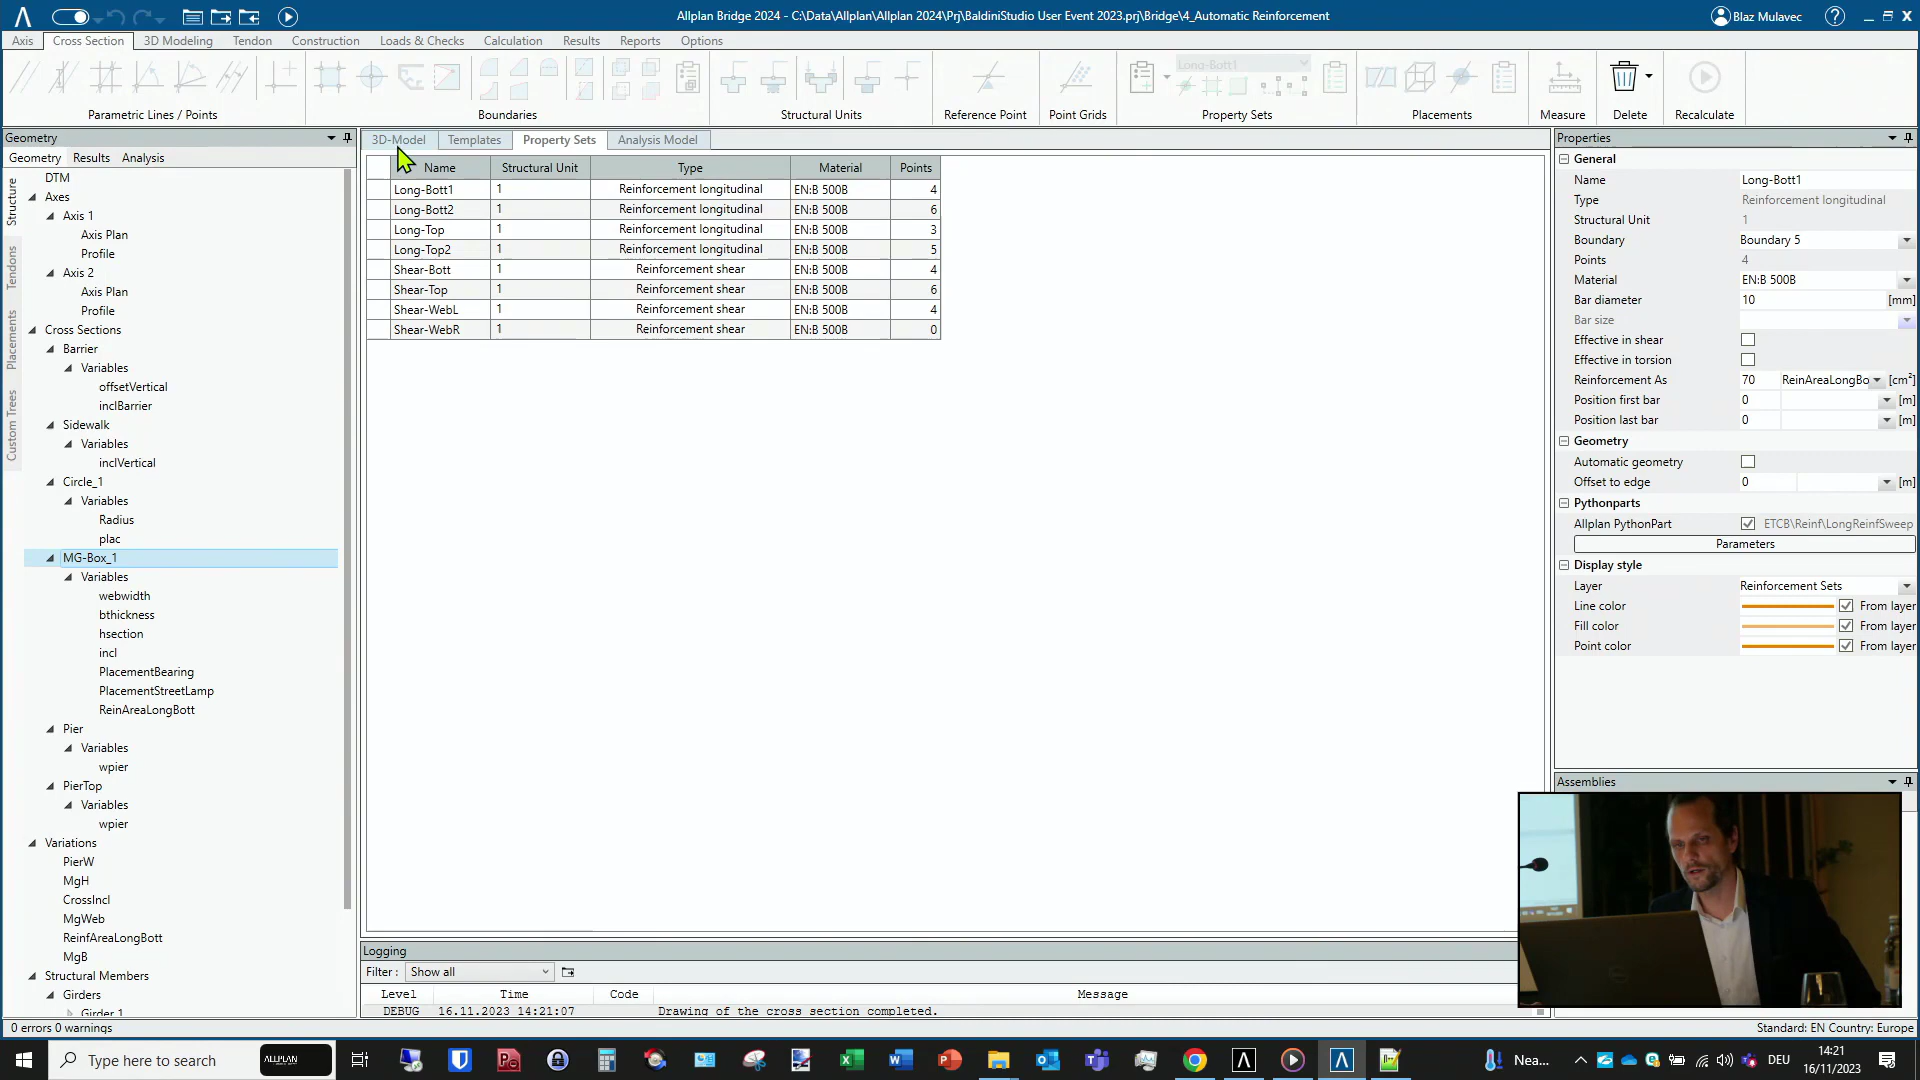 Allplan Bridge 2024 - C:\Data\Allplan\Allplan 2024\Prj\BaldiniStudio User Event 2023.prj\Bridge\4_Automatic Reinforcement
Blaz Mulavec
Axis Cross Section 3D Modeling Tendon Construction Loads & Checks Calculation Results Reports Options
Long-Bott1
Parametric Lines / Points Boundaries Structural Units Reference Point Point Grids Property Sets Placements Measure Delete Recalculate
Geometry
Geometry Results Analysis
Structure
Tendons
Placements
Custom Trees
DTM
Axes
Axis 1
Axis Plan
Profile
Axis 2
Axis Plan
Profile
Cross Sections
Barrier
Variables
offsetVertical
inclBarrier
Sidewalk
Variables
inclVertical
Circle_1
Variables
Radius
plac
MG-Box_1
Variables
webwidth
bthickness
hsection
incl
PlacementBearing
PlacementStreetLamp
ReinAreaLongBott
Pier
Variables
wpier
PierTop
Variables
wpier
Variations
PierW
MgH
CrossIncl
MgWeb
ReinfAreaLongBott
MgB
Structural Members
Girders
Girder 1
3D-Model Templates Property Sets Analysis Model
Name Structural Unit Type Material Points
Long-Bott1 1 Reinforcement longitudinal EN:B 500B 4
Long-Bott2 1 Reinforcement longitudinal EN:B 500B 6
Long-Top 1 Reinforcement longitudinal EN:B 500B 3
Long-Top2 1 Reinforcement longitudinal EN:B 500B 5
Shear-Bott 1 Reinforcement shear EN:B 500B 4
Shear-Top 1 Reinforcement shear EN:B 500B 6
Shear-WebL 1 Reinforcement shear EN:B 500B 4
Shear-WebR 1 Reinforcement shear EN:B 500B 0
Logging
Filter : Show all
Level Time Code Message
DEBUG 16.11.2023 14:21:07 Drawing of the cross section completed.
Properties
General
Name Long-Bott1
Type Reinforcement longitudinal
Structural Unit 1
Boundary Boundary 5
Points 4
Material EN:B 500B
Bar diameter 10 [mm]
Bar size
Effective in shear
Effective in torsion
Reinforcement As 70 ReinAreaLongBo [cm²]
Position first bar 0 [m]
Position last bar 0 [m]
Geometry
Automatic geometry
Offset to edge 0 [m]
Pythonparts
Allplan PythonPart ETCB\Reinf\LongReinfSweep
Parameters
Display style
Layer Reinforcement Sets
Line color From layer
Fill color From layer
Point color From layer
Assemblies
0 errors 0 warnings
Standard: EN Country: Europe
Type here to search
ALLPLAN
Nea...
DEU
14:21
16/11/2023